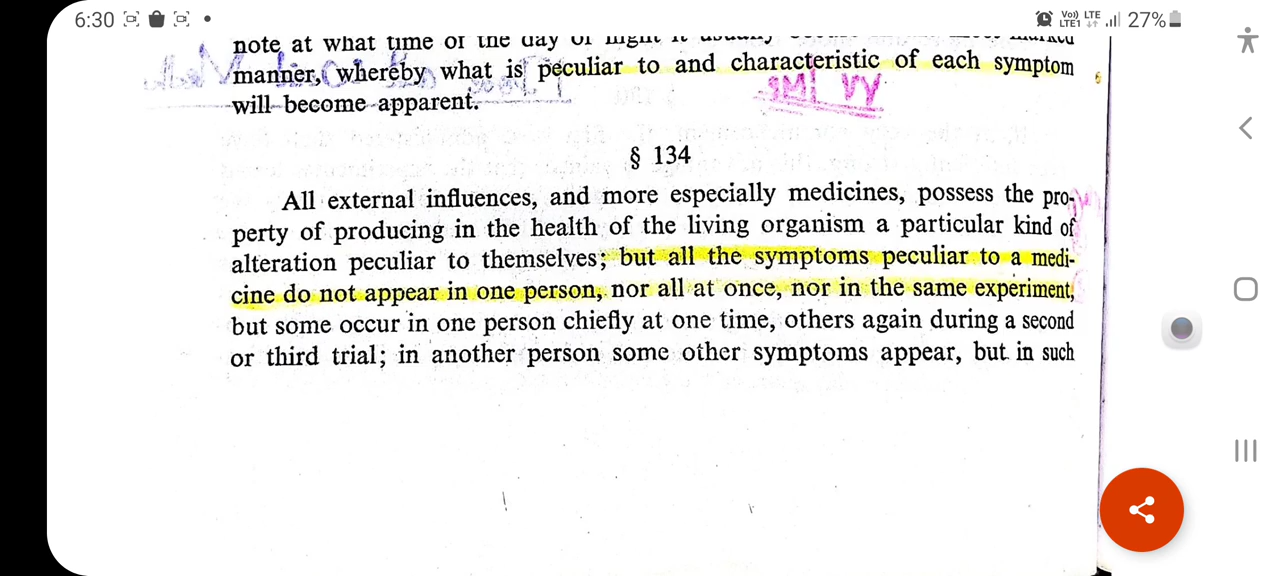 6:30
Vo)) LTE
LTE1
27%
note at what time of the day or night it usually
manner, whereby what is peculiar to and characteristic of each symptom
will become apparent.
IMP VV
§ 134
All external influences, and more especially medicines, possess the pro-
perty of producing in the health of the living organism a particular kind of
alteration peculiar to themselves; but all the symptoms peculiar to a medi-
cine do not appear in one person, nor all at once, nor in the same experiment,
but some occur in one person chiefly at one time, others again during a second
or third trial; in another person some other symptoms appear, but in such